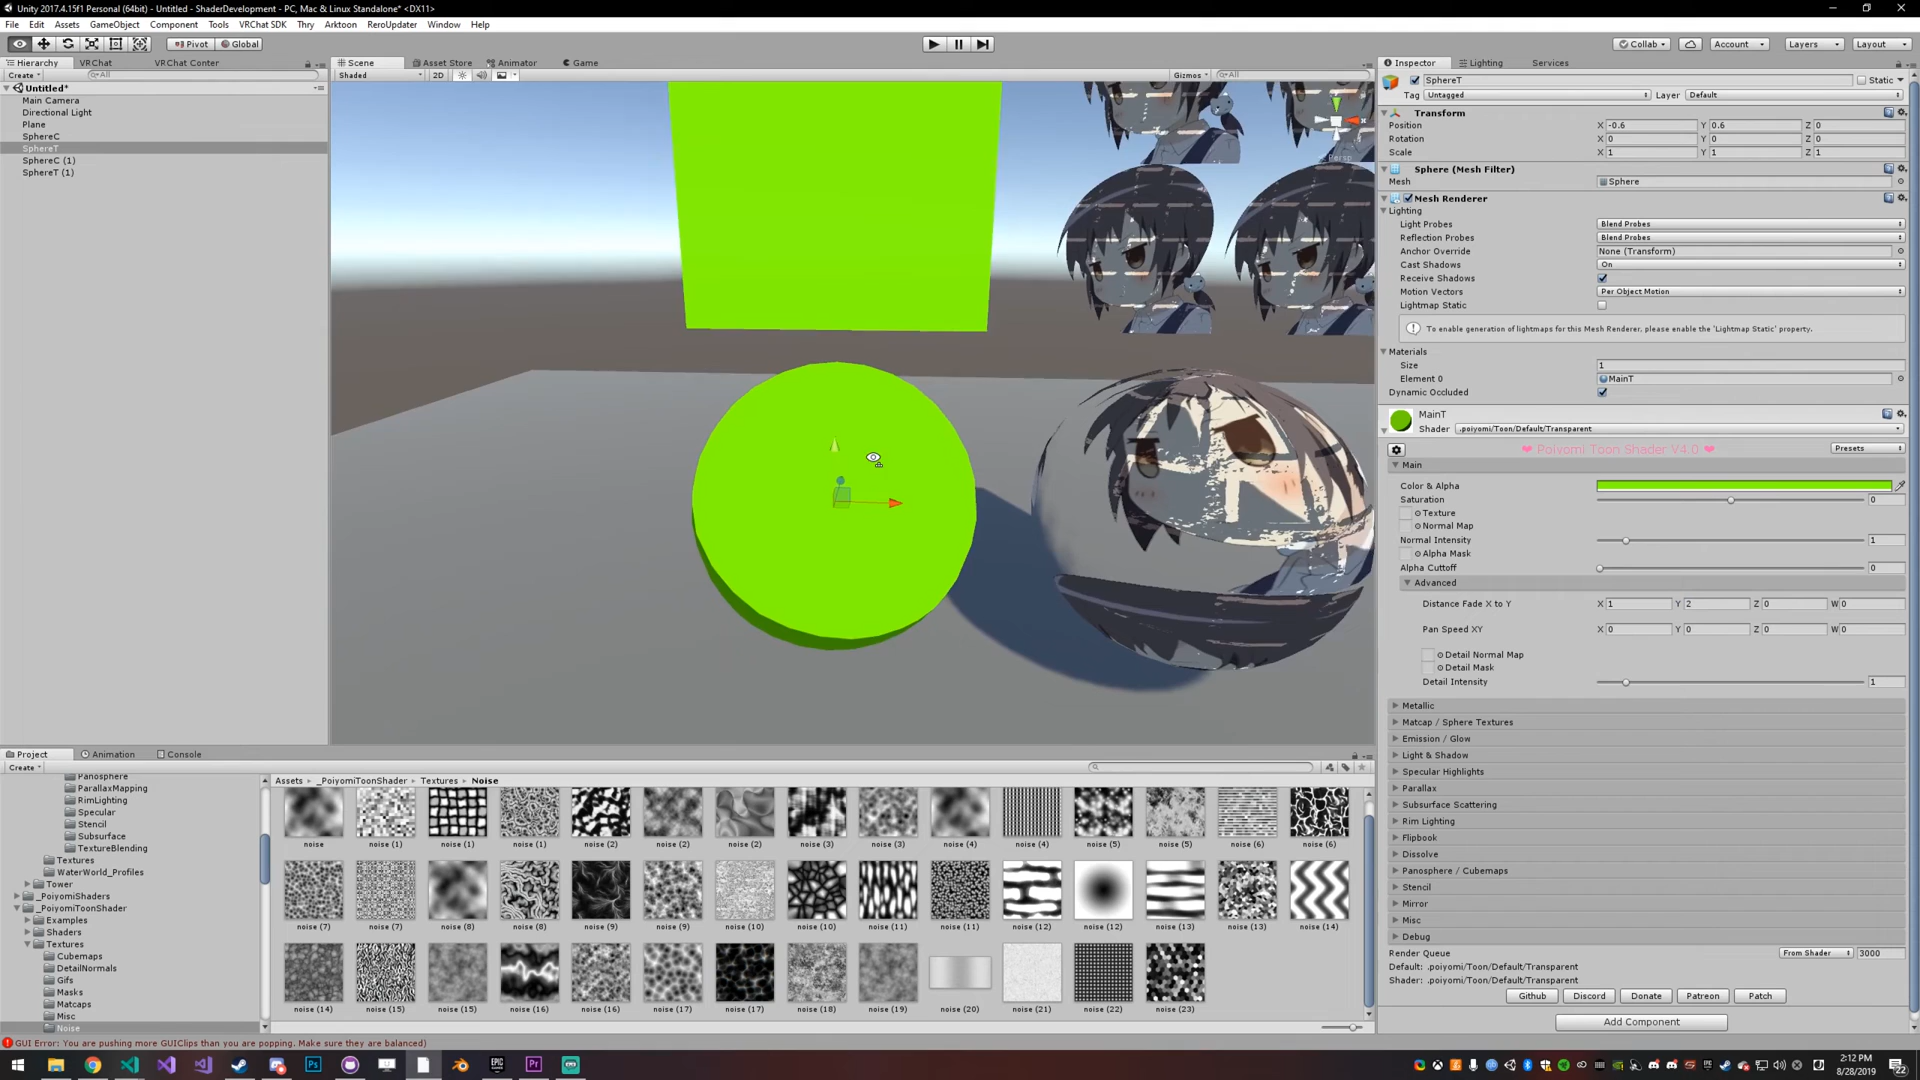 Unity 2017.4.15f1 Personal (64bit) - Untitled - ShaderDevelopment - PC, Mac & Linux Standalone* <DX11>
File Edit Assets GameObject Component Tools VRChat SDK Thry Arktoon ReroUpdater Window Help
Pivot Global Collab Account Layers Layout
Hierarchy VRChat VRChat Center
Create All
Untitled*
Main Camera
Directional Light
Plane
SphereC
SphereT
SphereC (1)
SphereT (1)
Scene Asset Store Animator Game
Shaded 2D Gizmos All
Persp
Inspector Lighting Services
SphereT Static
Tag Untagged Layer Default
Transform
Position X -0.6 Y 0.6 Z 0
Rotation X 0 Y 0 Z 0
Scale X 1 Y 1 Z 1
Sphere (Mesh Filter)
Mesh Sphere
Mesh Renderer
Lighting
Light Probes Blend Probes
Reflection Probes Blend Probes
Anchor Override None (Transform)
Cast Shadows On
Receive Shadows
Motion Vectors Per Object Motion
Lightmap Static
To enable generation of lightmaps for this Mesh Renderer, please enable the 'Lightmap Static' property.
Materials
Size 1
Element 0 MainT
Dynamic Occluded
MainT
Shader .poiyomi/Toon/Default/Transparent
❤ Poiyomi Toon Shader V4.0 ❤ Presets
Main
Color & Alpha
Saturation 0
Texture
Normal Map
Normal Intensity 1
Alpha Mask
Alpha Cuttoff 0
Advanced
Distance Fade X to Y X 1 Y 2 Z 0 W 0
Pan Speed XY X 0 Y 0 Z 0 W 0
Detail Normal Map
Detail Mask
Detail Intensity 1
Metallic
Matcap / Sphere Textures
Emission / Glow
Light & Shadow
Specular Highlights
Parallax
Subsurface Scattering
Rim Lighting
Flipbook
Dissolve
Panosphere / Cubemaps
Stencil
Mirror
Misc
Debug
Render Queue From Shader 3000
Default: .poiyomi/Toon/Default/Transparent
Shader: .poiyomi/Toon/Default/Transparent
Github Discord Donate Patreon Patch
Add Component
Project Animation Console
Create
Panosphere
ParallaxMapping
RimLighting
Specular
Stencil
Subsurface
TextureBlending
Textures
WaterWorld_Profiles
Tower
_PoiyomiShaders
_PoiyomiToonShader
Examples
Shaders
Textures
Cubemaps
DetailNormals
Gifs
Masks
Matcaps
Misc
Noise
Assets _PoiyomiToonShader Textures Noise
noise noise (1) noise (1) noise (1) noise (2) noise (2) noise (2) noise (3) noise (3) noise (4) noise (4) noise (5) noise (5) noise (6) noise (6)
noise (7) noise (7) noise (8) noise (8) noise (9) noise (9) noise (10) noise (10) noise (11) noise (11) noise (12) noise (12) noise (13) noise (13) noise (14)
noise (14) noise (15) noise (15) noise (16) noise (16) noise (17) noise (17) noise (18) noise (19) noise (20) noise (21) noise (22) noise (23)
GUI Error: You are pushing more GUIClips than you are popping. Make sure they are balanced)
2:12 PM
8/28/2019
22